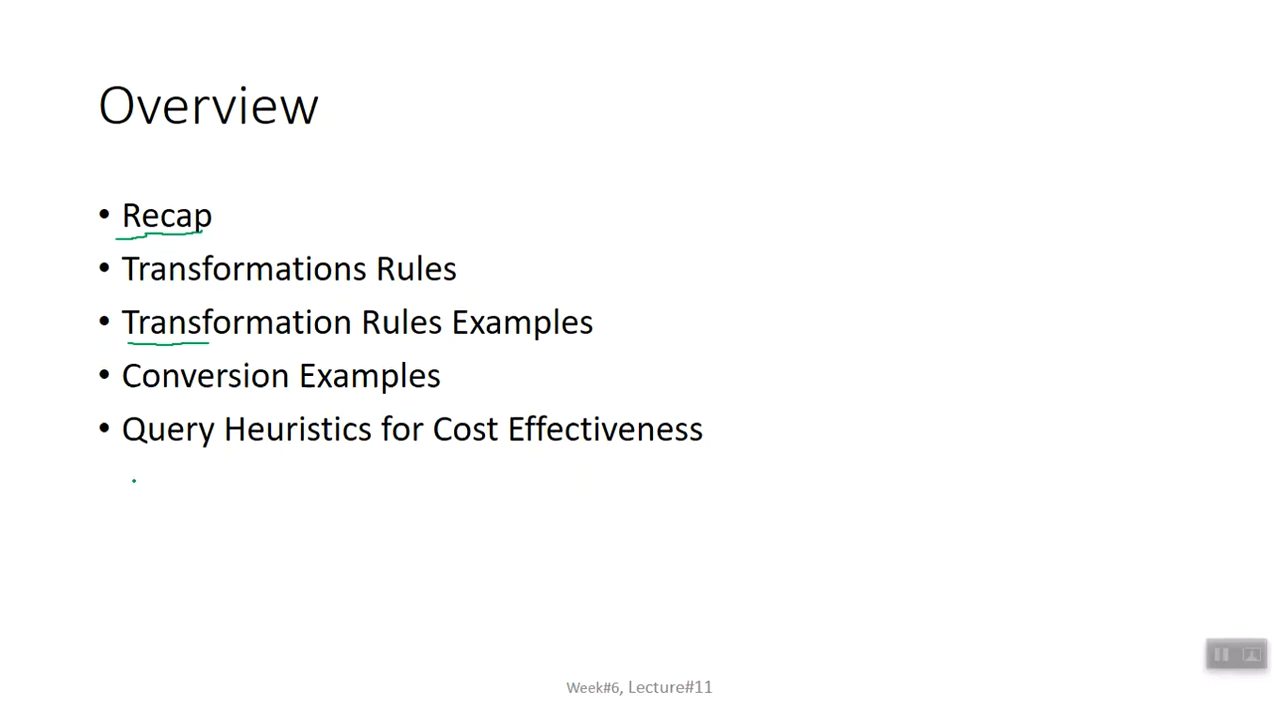 Overview
• Recap
• Transformations Rules
• Transformation Rules Examples
• Conversion Examples
• Query Heuristics for Cost Effectiveness
Week#6, Lecture#11